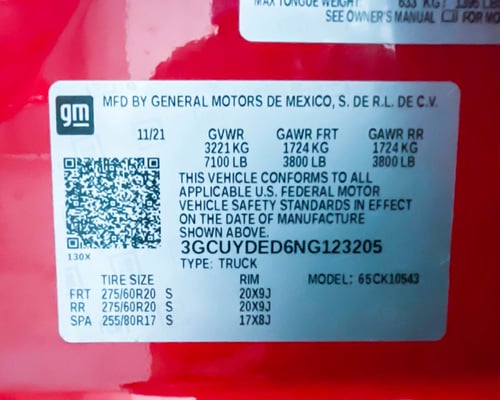 MAX TONGUE WEIGHT 633 KG
SEE OWNER'S MANUAL FOR MO
gm
MFD BY GENERAL MOTORS DE MEXICO, S. DE R.L. DE C.V.
11/21 GVWR GAWR FRT GAWR RR
3221 KG 1724 KG 1724 KG
7100 LB 3800 LB 3800 LB
THIS VEHICLE CONFORMS TO ALL
APPLICABLE U.S. FEDERAL MOTOR
VEHICLE SAFETY STANDARDS IN EFFECT
ON THE DATE OF MANUFACTURE
SHOWN ABOVE.
3GCUYDED6NG123205
130X
TYPE: TRUCK
TIRE SIZE RIM MODEL: 65CK10543
FRT 275/60R20 S 20X9J
RR 275/60R20 S 20X9J
SPA 255/80R17 S 17X8J